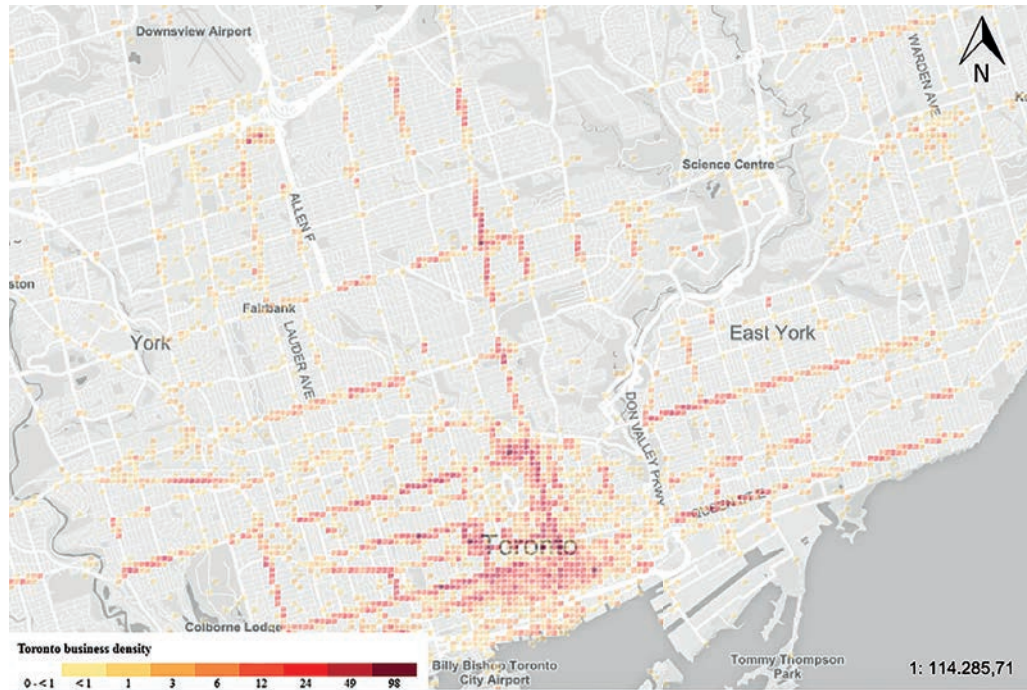 Downsview Airport
WARDEN AVE
N
Science Centre
ALLEN F
ston
Fairbank
York
LAUDER AVE
East York
DON VALLEY PKWY
QUEEN ST E
Toronto
Colborne Lodge
Toronto business density
0-<1 <1 1 3 6 12 24 49 98
Billy Bishop Toronto
City Airport
Tommy Thompson
Park
1: 114.285,71